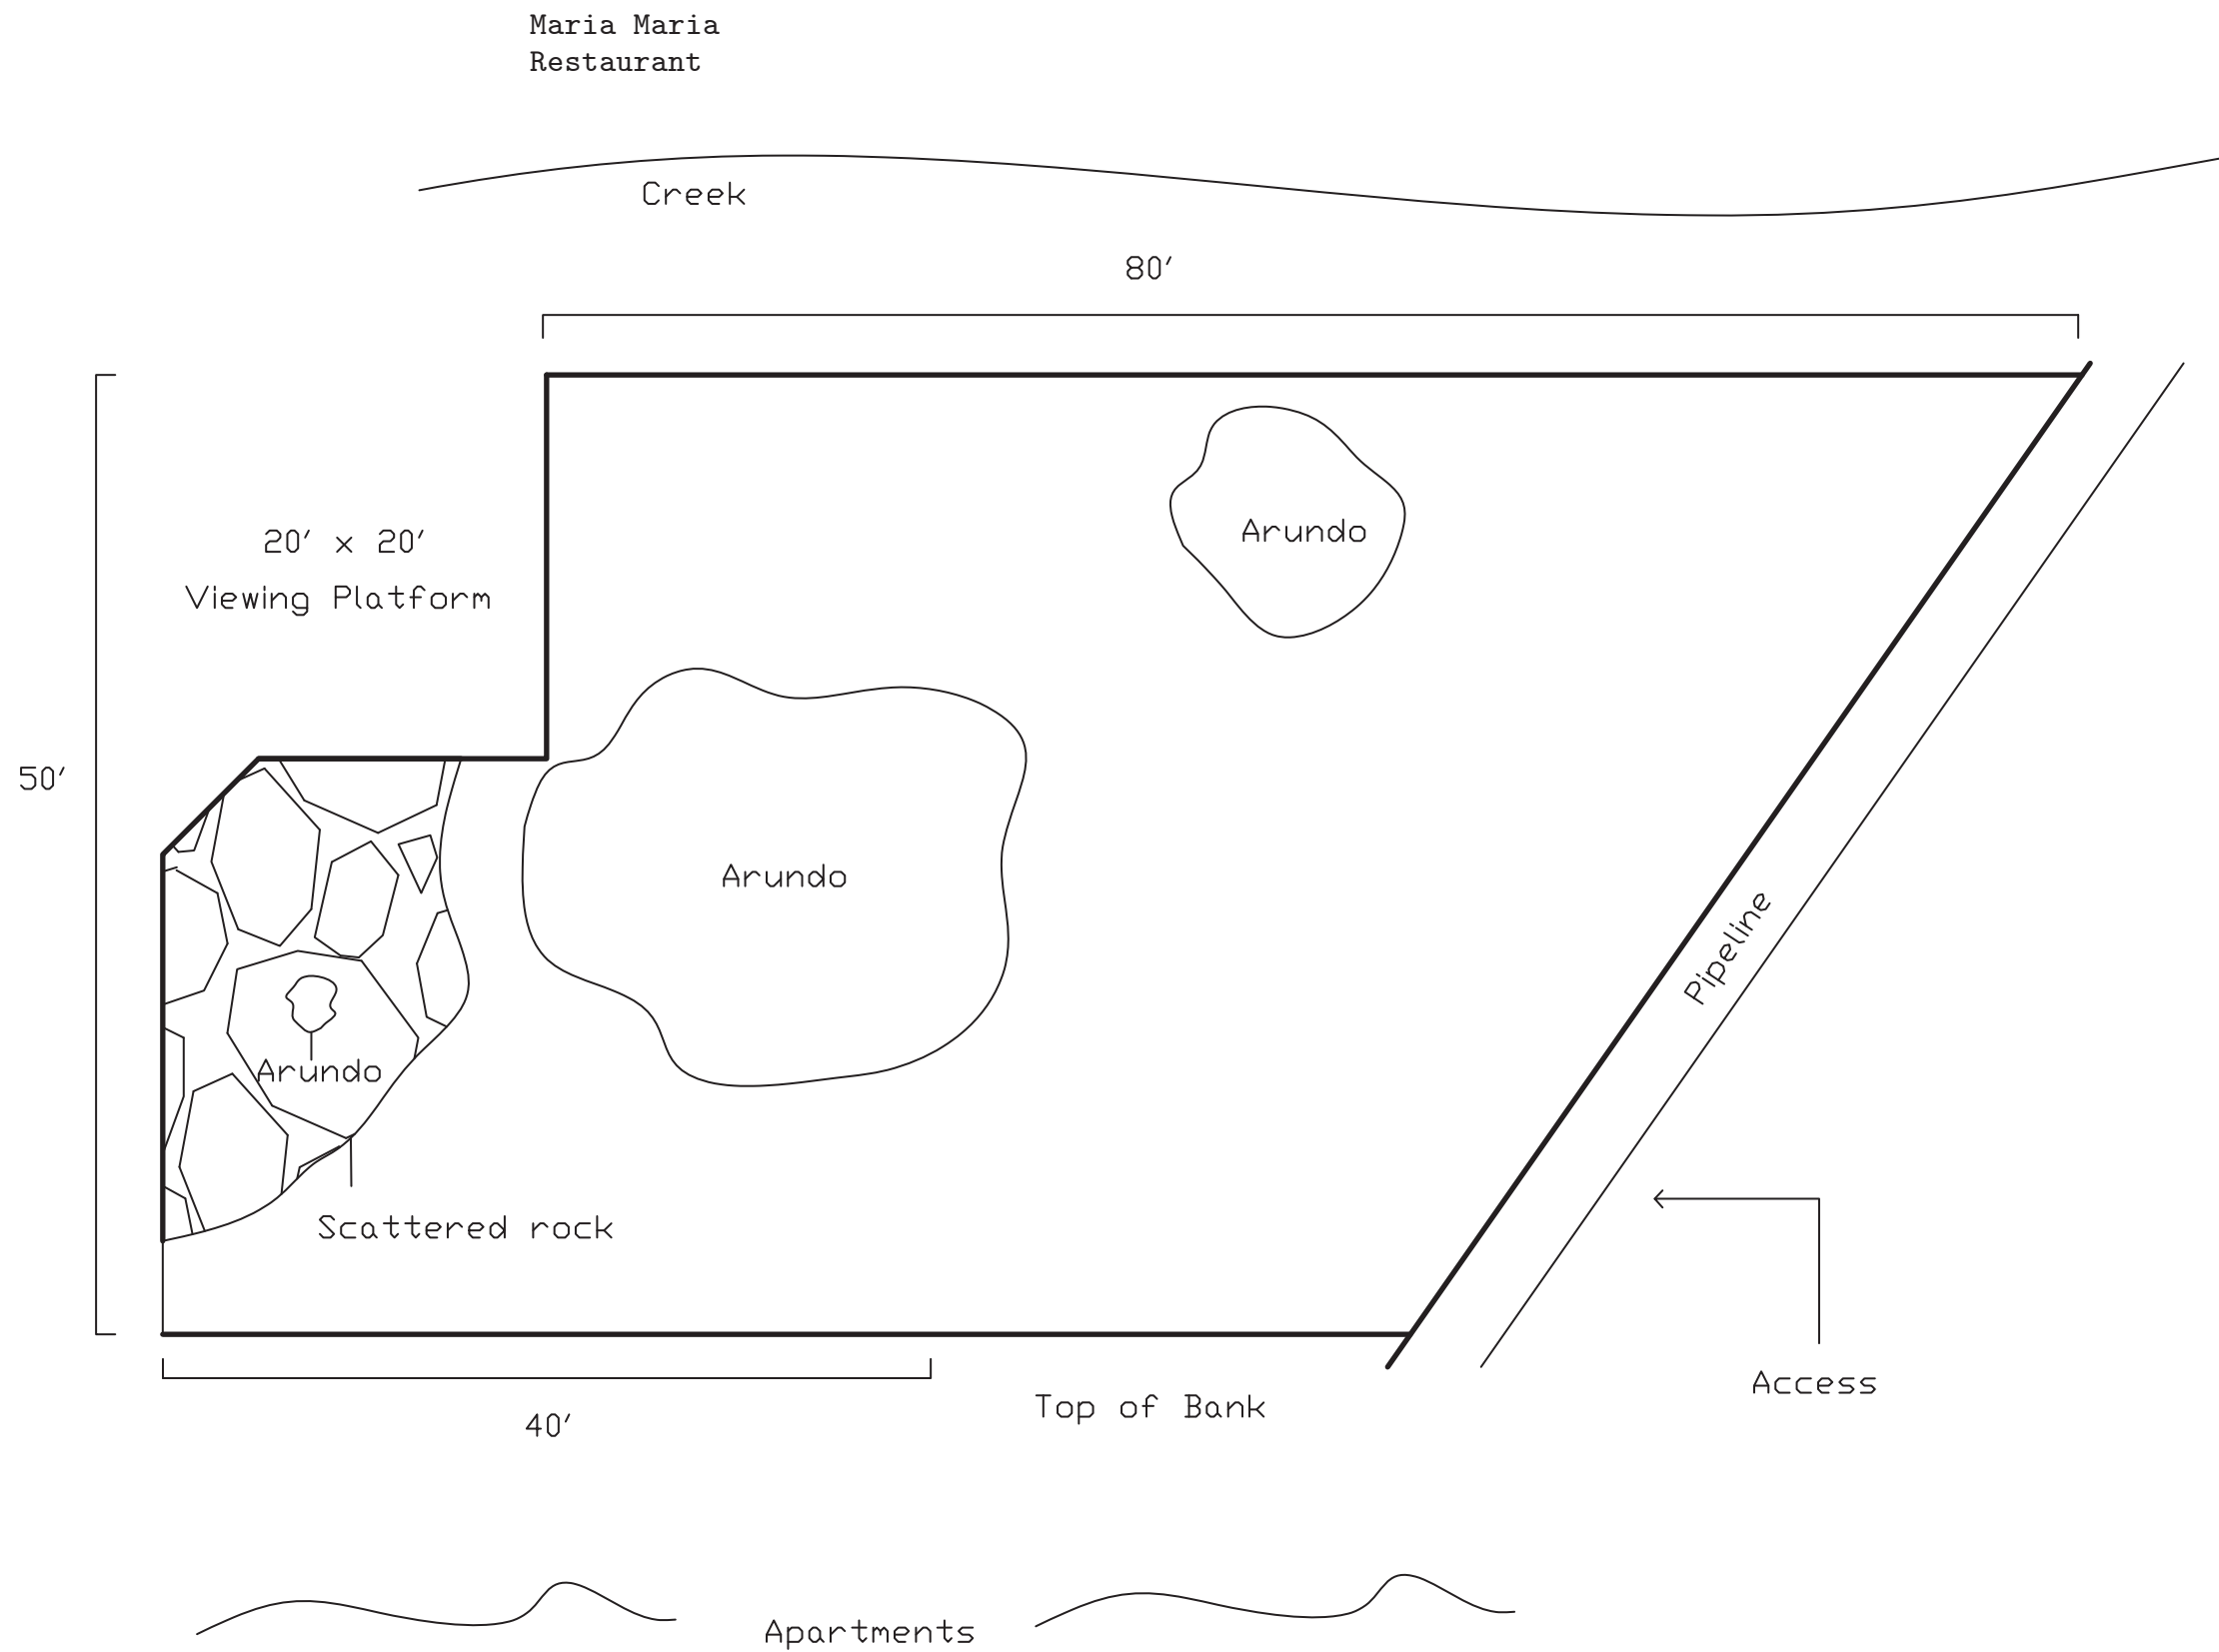 Maria Maria
Restaurant
Creek
80'
20' x 20'
Viewing Platform
Arundo
50'
Arundo
Pipeline
Arundo
Scattered rock
Access
Top of Bank
40'
Apartments